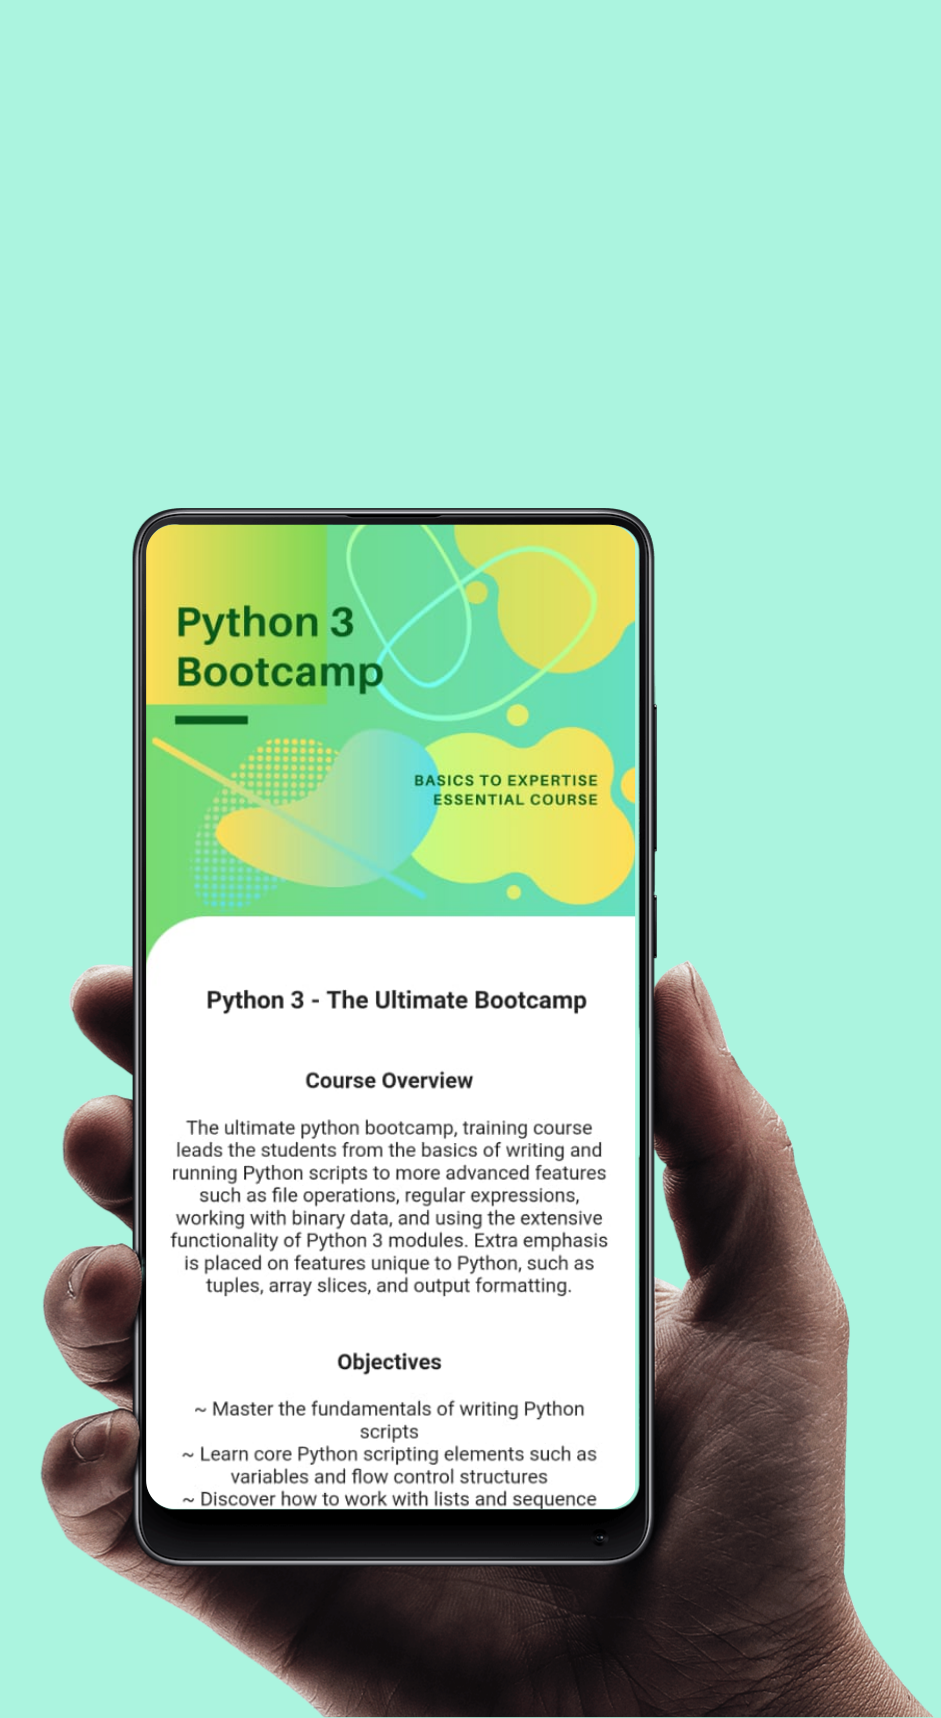 Python 3
Bootcamp
BASICS TO EXPERTISE
ESSENTIAL COURSE
Python 3 - The Ultimate Bootcamp
Course Overview
The ultimate python bootcamp, training course
leads the students from the basics of writing and
running Python scripts to more advanced features
such as file operations, regular expressions,
working with binary data, and using the extensive
functionality of Python 3 modules. Extra emphasis
is placed on features unique to Python, such as
tuples, array slices, and output formatting.
Objectives
~ Master the fundamentals of writing Python
scripts
~ Learn core Python scripting elements such as
variables and flow control structures
~ Discover how to work with lists and sequence